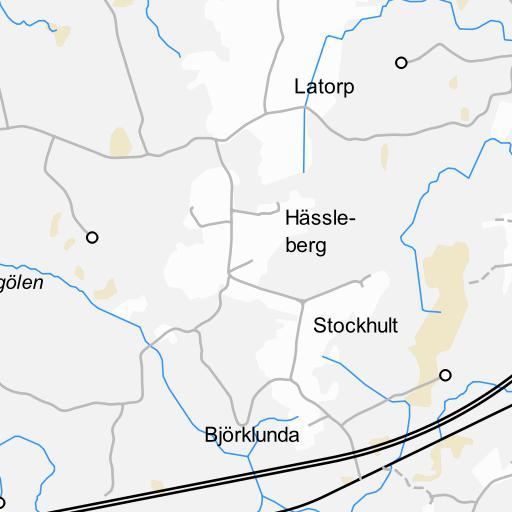 Latorp
Hässle-
berg
gölen
Stockhult
Björklunda